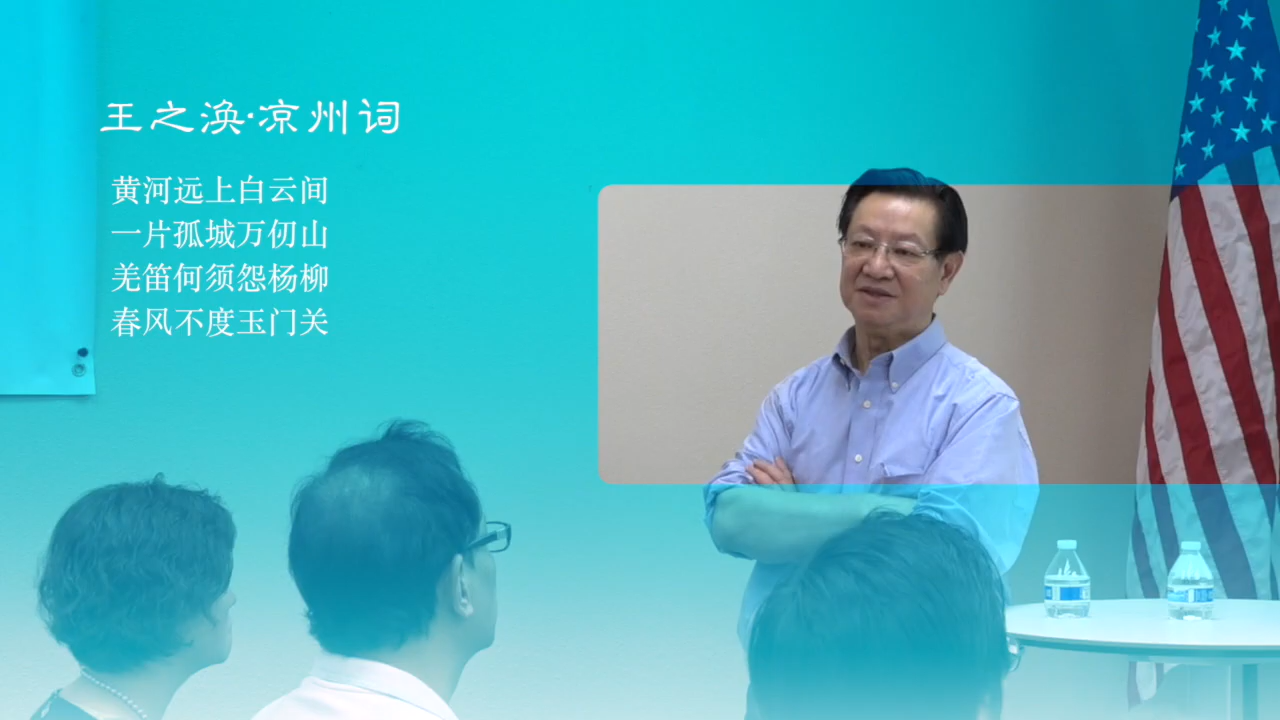 王之涣·凉州词
黄河远上白云间
一片孤城万仞山
羌笛何须怨杨柳
春风不度玉门关